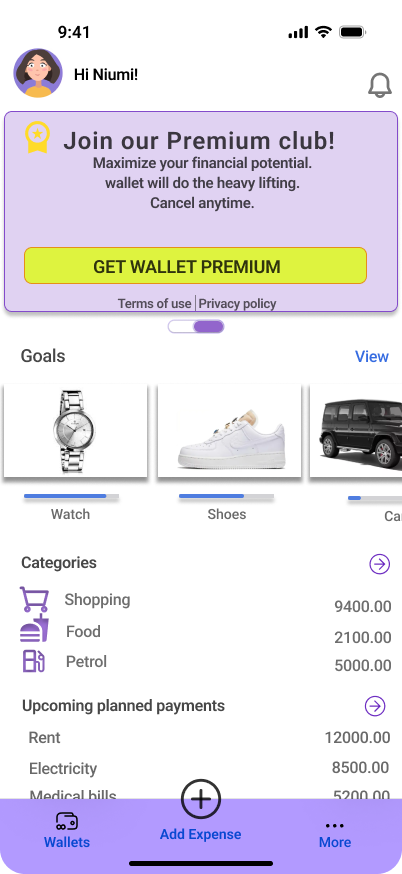 9:41
Hi Niumi!
Join our Premium club!
Maximize your financial potential.
wallet will do the heavy lifting.
Cancel anytime.
GET WALLET PREMIUM
Terms of use | Privacy policy
Goals View
Watch Shoes Ca
Categories
Shopping 9400.00
Food 2100.00
Petrol 5000.00
Upcoming planned payments
Rent 12000.00
Electricity 8500.00
Medical bills 5200.00
Wallets Add Expense More